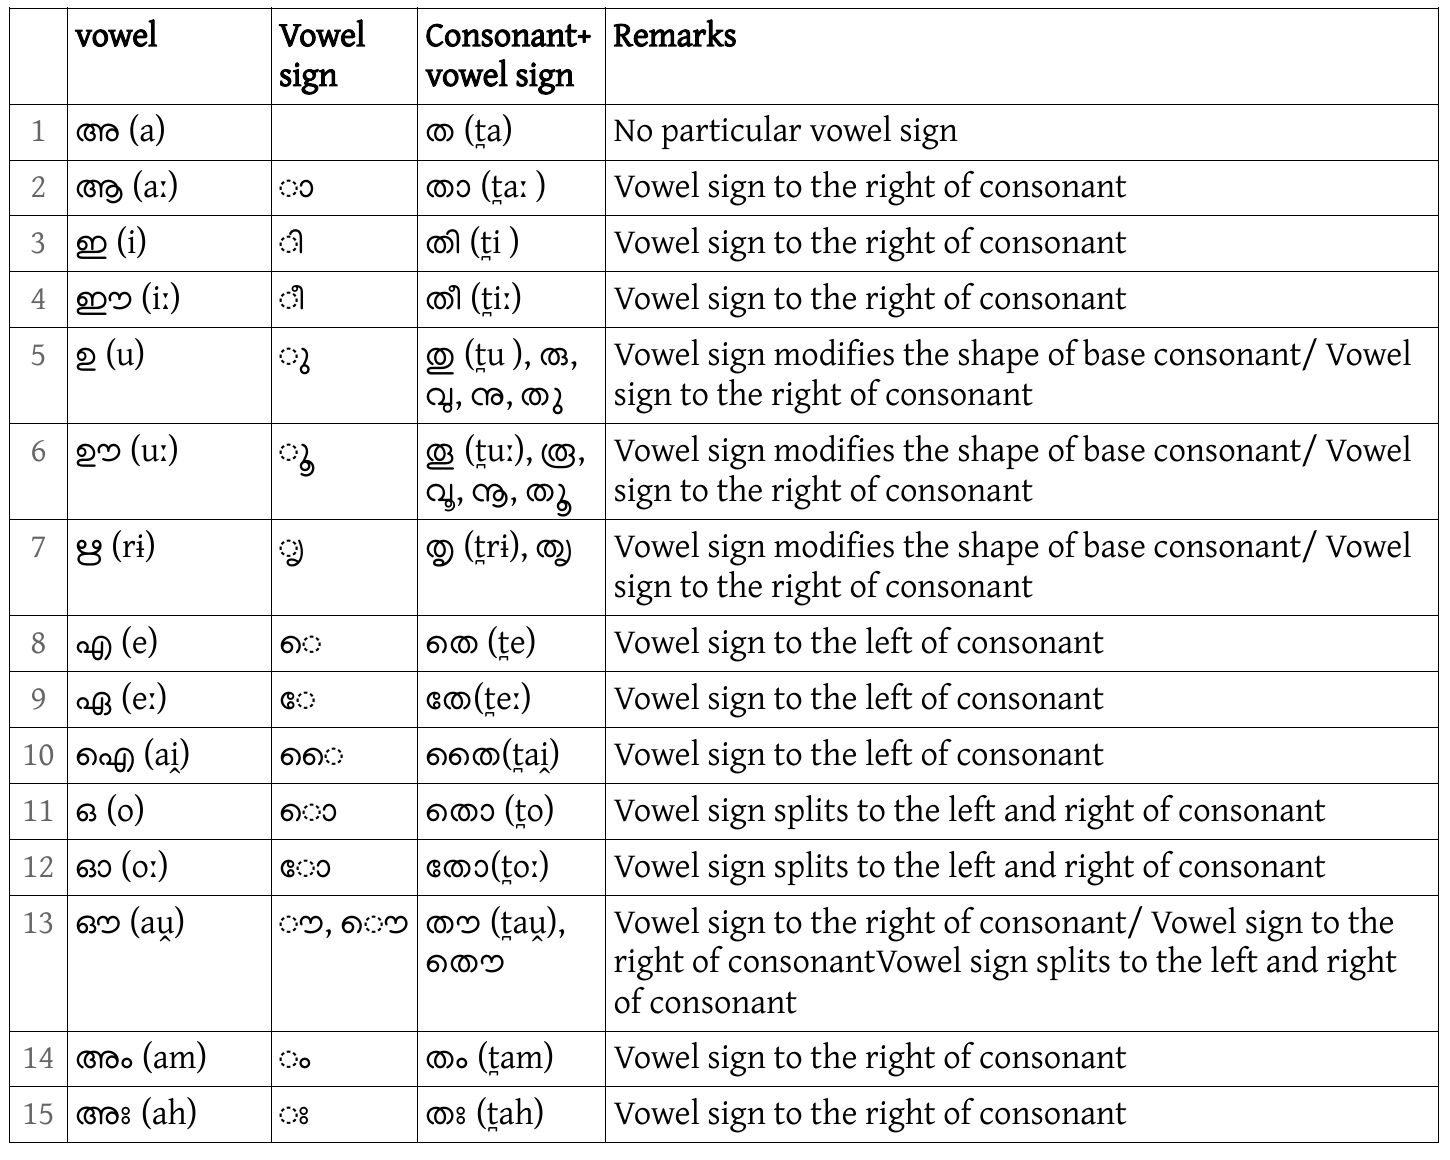 vowel Vowel sign Consonant+ vowel sign Remarks
1 അ (a) ത (t̪a) No particular vowel sign
2 ആ (aː) ാ താ (t̪aː ) Vowel sign to the right of consonant
3 ഇ (i) ി തി (t̪i ) Vowel sign to the right of consonant
4 ഈ (iː) ീ തീ (t̪iː) Vowel sign to the right of consonant
5 ഉ (u) ു തു (t̪u ), രു, വു, നു, തു Vowel sign modifies the shape of base consonant/ Vowel sign to the right of consonant
6 ഊ (uː) ൂ തൂ (t̪uː), രൂ, വൂ, നൂ, തൂ Vowel sign modifies the shape of base consonant/ Vowel sign to the right of consonant
7 ഋ (rɨ) ൃ തൃ (t̪rɨ), തൃ Vowel sign modifies the shape of base consonant/ Vowel sign to the right of consonant
8 എ (e) െ തെ (t̪e) Vowel sign to the left of consonant
9 ഏ (eː) േ തേ(t̪eː) Vowel sign to the left of consonant
10 ഐ (ai̯) ൈ തൈ(t̪ai̯) Vowel sign to the left of consonant
11 ഒ (o) ൊ തൊ (t̪o) Vowel sign splits to the left and right of consonant
12 ഓ (oː) ോ തോ(t̪oː) Vowel sign splits to the left and right of consonant
13 ഔ (au̯) ൗ, ൌ തൗ (t̪au̯), തൌ Vowel sign to the right of consonant/ Vowel sign to the right of consonantVowel sign splits to the left and right of consonant
14 അം (am) ം തം (t̪am) Vowel sign to the right of consonant
15 അഃ (ah) ഃ തഃ (t̪ah) Vowel sign to the right of consonant